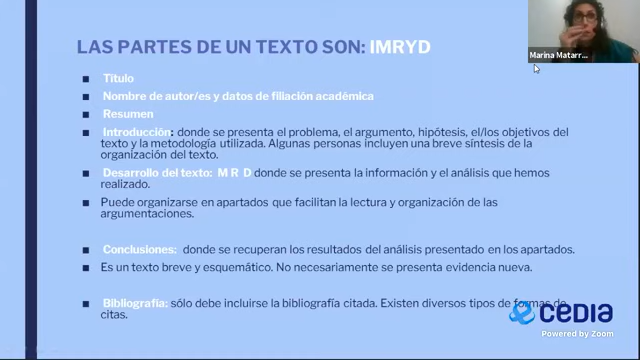 LAS PARTES DE UN TEXTO SON: IMRYD
Marina Matarr...
Título
Nombre de autor/es y datos de filiación académica
Resumen
Introducción: donde se presenta el problema, el argumento, hipótesis, el/los objetivos del
texto y la metodología utilizada. Algunas personas incluyen una breve síntesis de la
organización del texto.
Desarrollo del texto: M R D donde se presenta la información y el análisis que hemos
realizado.
Puede organizarse en apartados que facilitan la lectura y organización de las
argumentaciones.
Conclusiones: donde se recuperan los resultados del análisis presentado en los apartados.
Es un texto breve y esquemático. No necesariamente se presenta evidencia nueva.
Bibliografía: sólo debe incluirse la bibliografía citada. Existen diversos tipos de formas de
citas.
CEDIA
Powered by Zoom